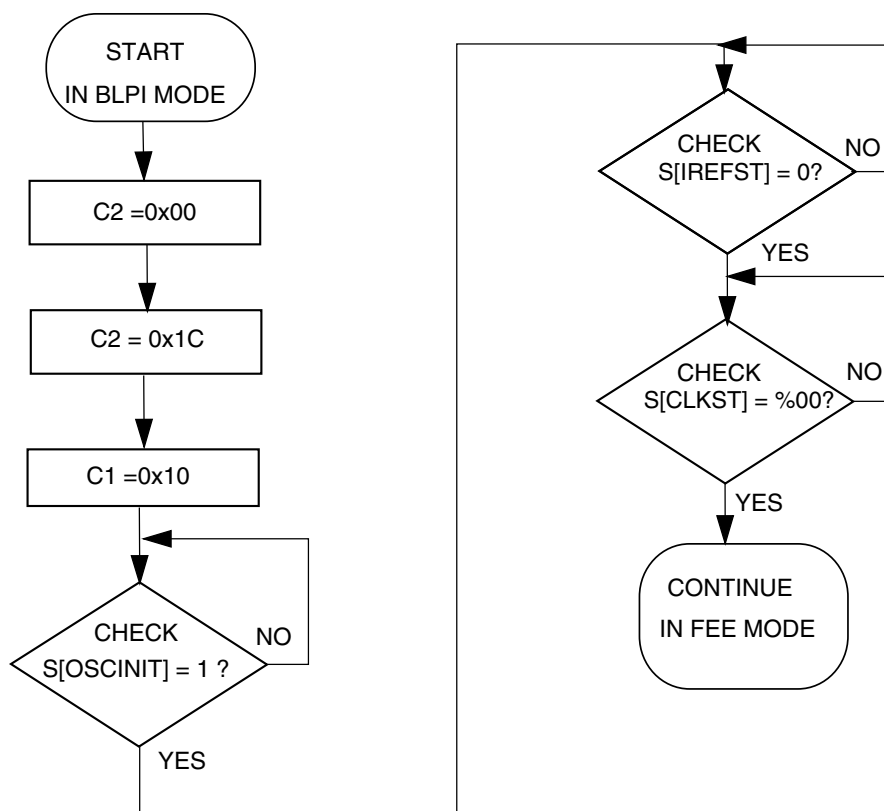 START
IN BLPI MODE
C2 =0x00
C2 = 0x1C
C1 =0x10
CHECK
S[OSCINIT] = 1 ?
NO
YES
CHECK
S[IREFST] = 0?
NO
YES
CHECK
S[CLKST] = %00?
NO
YES
CONTINUE
IN FEE MODE